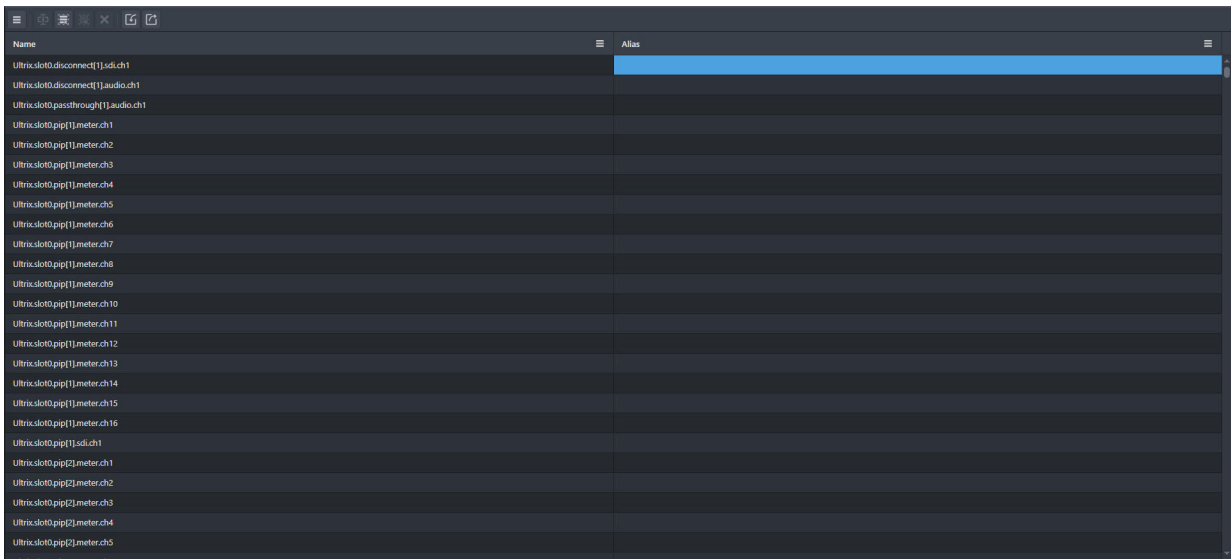 Name Alias
Ultrix.slot0.disconnect[1].sdi.ch1
Ultrix.slot0.disconnect[1].audio.ch1
Ultrix.slot0.passthrough[1].audio.ch1
Ultrix.slot0.pip[1].meter.ch1
Ultrix.slot0.pip[1].meter.ch2
Ultrix.slot0.pip[1].meter.ch3
Ultrix.slot0.pip[1].meter.ch4
Ultrix.slot0.pip[1].meter.ch5
Ultrix.slot0.pip[1].meter.ch6
Ultrix.slot0.pip[1].meter.ch7
Ultrix.slot0.pip[1].meter.ch8
Ultrix.slot0.pip[1].meter.ch9
Ultrix.slot0.pip[1].meter.ch10
Ultrix.slot0.pip[1].meter.ch11
Ultrix.slot0.pip[1].meter.ch12
Ultrix.slot0.pip[1].meter.ch13
Ultrix.slot0.pip[1].meter.ch14
Ultrix.slot0.pip[1].meter.ch15
Ultrix.slot0.pip[1].meter.ch16
Ultrix.slot0.pip[1].sdi.ch1
Ultrix.slot0.pip[2].meter.ch1
Ultrix.slot0.pip[2].meter.ch2
Ultrix.slot0.pip[2].meter.ch3
Ultrix.slot0.pip[2].meter.ch4
Ultrix.slot0.pip[2].meter.ch5